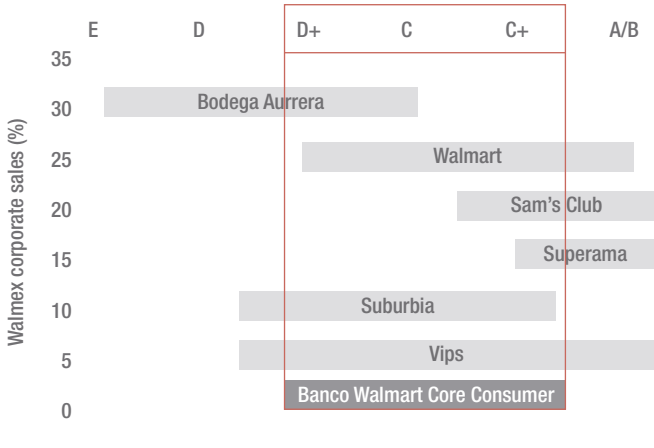 E D D+ C C+ A/B
35
30 Bodega Aurrera
25 Walmart
20 Sam's Club
15 Superama
10 Suburbia
5 Vips
Banco Walmart Core Consumer
0
Walmex corporate sales (%)